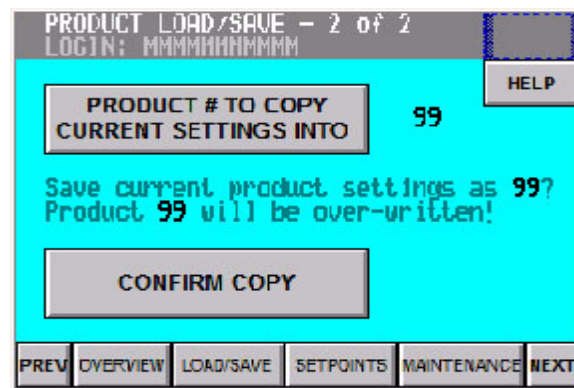 PRODUCT LOAD/SAVE - 2 of 2
LOGIN: MMMMMMMMMMM
HELP
PRODUCT # TO COPY
CURRENT SETTINGS INTO
99
Save current product settings as 99?
Product 99 will be over-written!
CONFIRM COPY
PREV OVERVIEW LOAD/SAVE SETPOINTS MAINTENANCE NEXT